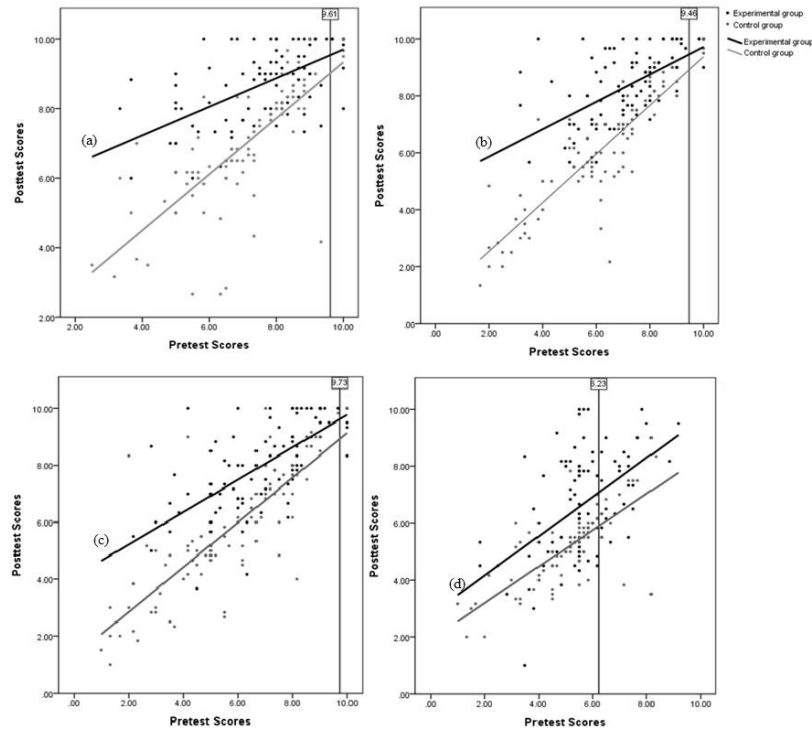 9.61
10.00
8.00
6.00
4.00
2.00
Posttest Scores
(a)
2.00 4.00 6.00 8.00 10.00
Pretest Scores
9.46
10.00
8.00
6.00
4.00
2.00
.00
Posttest Scores
(b)
.00 2.00 4.00 6.00 8.00 10.00
Pretest Scores
Experimental group
Control group
Experimental group
Control group
9.73
10.00
8.00
6.00
4.00
2.00
.00
Posttest Scores
(c)
.00 2.00 4.00 6.00 8.00 10.00
Pretest Scores
6.23
10.00
8.00
6.00
4.00
2.00
.00
Posttest Scores
(d)
.00 2.00 4.00 6.00 8.00 10.00
Pretest Scores